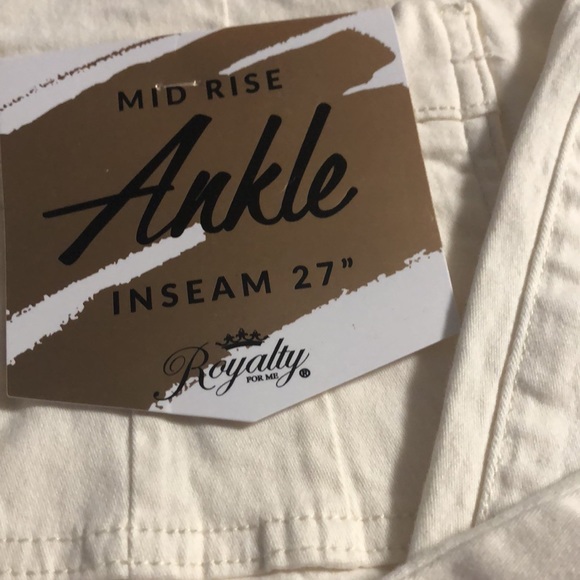 MID RISE
Ankle
INSEAM 27"
Royalty
FOR ME ®